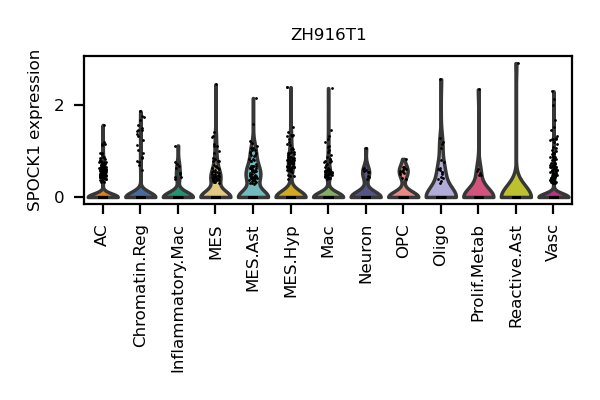 ZH916T1
SPOCK1 expression
2
0
AC
Chromatin.Reg
Inflammatory.Mac
MES
MES.Ast
MES.Hyp
Mac
Neuron
OPC
Oligo
Prolif.Metab
Reactive.Ast
Vasc